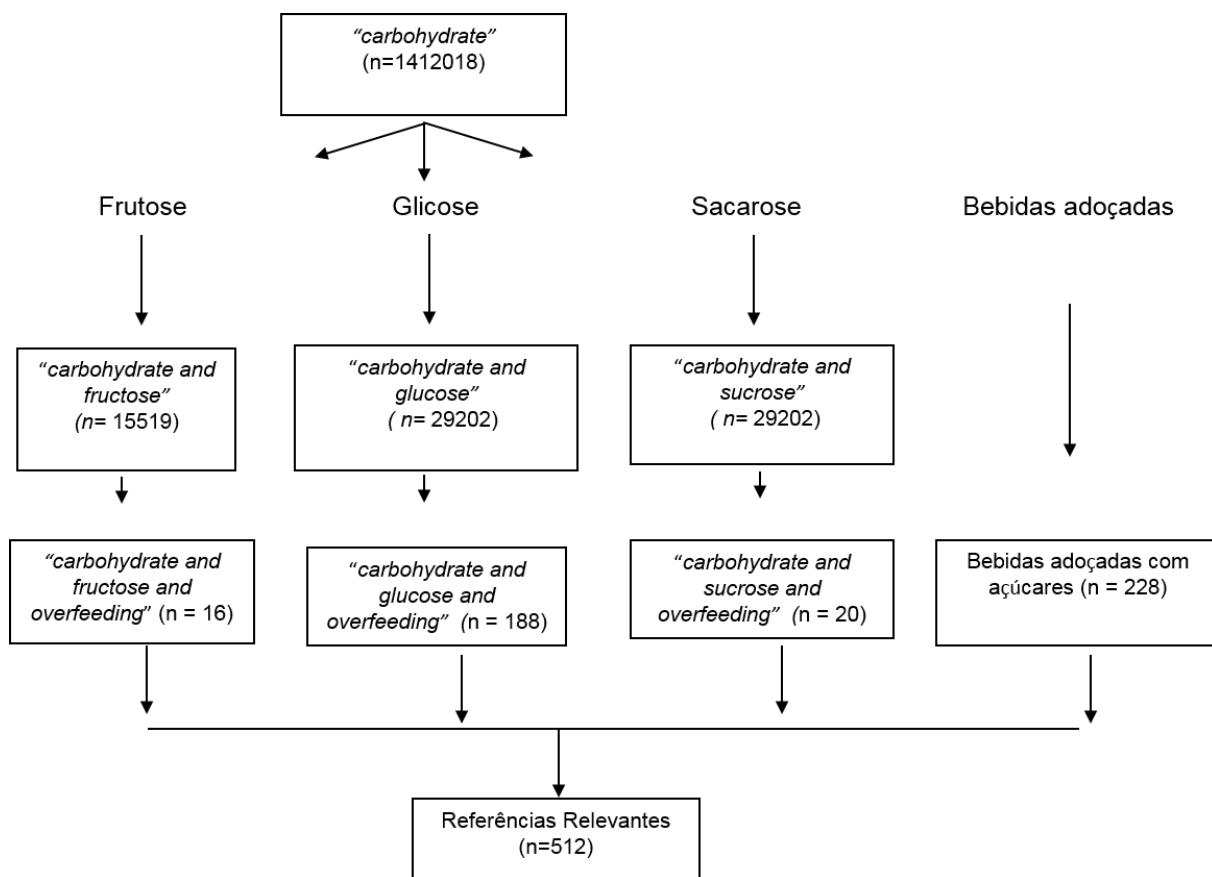 “carbohydrate”
(n=1412018)
Frutose
Glicose
Sacarose
Bebidas adoçadas
“carbohydrate and
fructose”
(n= 15519)
“carbohydrate and
glucose”
( n= 29202)
“carbohydrate and
sucrose”
( n= 29202)
“carbohydrate and
fructose and
overfeeding” (n = 16)
“carbohydrate and
glucose and
overfeeding” (n = 188)
“carbohydrate and
sucrose and
overfeeding” (n = 20)
Bebidas adoçadas com
açúcares (n = 228)
Referências Relevantes
(n=512)